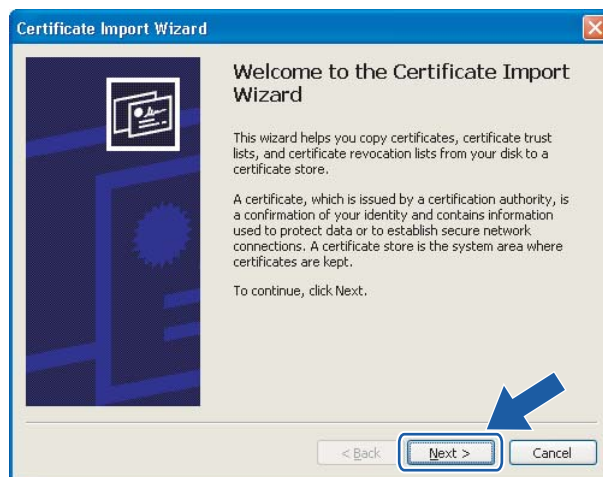 Certificate Import Wizard
Welcome to the Certificate Import
Wizard
This wizard helps you copy certificates, certificate trust
lists, and certificate revocation lists from your disk to a
certificate store.
A certificate, which is issued by a certification authority, is
a confirmation of your identity and contains information
used to protect data or to establish secure network
connections. A certificate store is the system area where
certificates are kept.
To continue, click Next.
< Back
Next >
Cancel